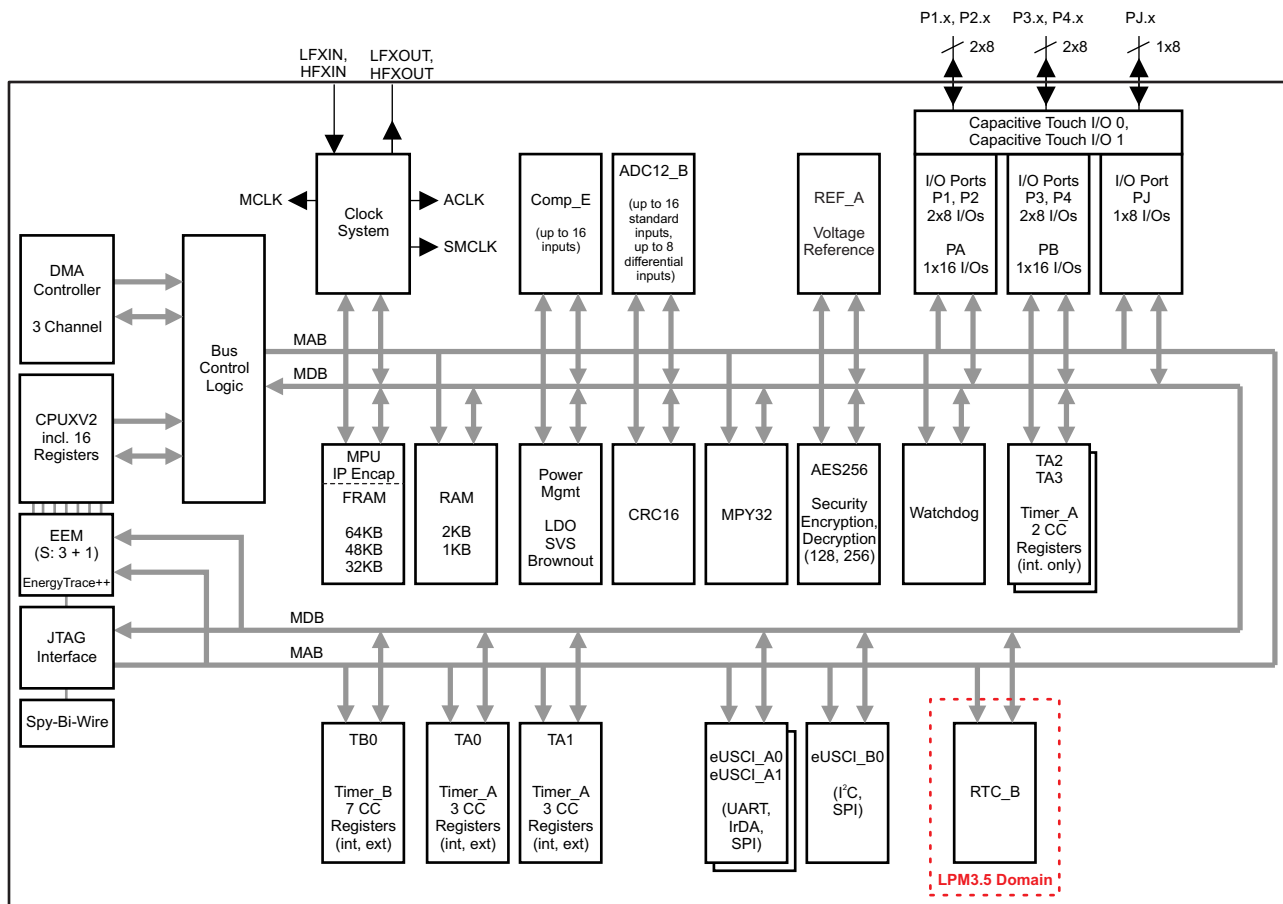 P1.x, P2.x
P3.x, P4.x
PJ.x
2x8
2x8
1x8
LFXIN,
HFXIN
LFXOUT,
HFXOUT
Capacitive Touch I/O 0,
Capacitive Touch I/O 1
MCLK
Clock
System
ACLK
SMCLK
Comp_E
(up to 16
inputs)
ADC12_B
(up to 16
standard
inputs,
up to 8
differential
inputs)
REF_A
Voltage
Reference
I/O Ports
P1, P2
2x8 I/Os
PA
1x16 I/Os
I/O Ports
P3, P4
2x8 I/Os
PB
1x16 I/Os
I/O Port
PJ
1x8 I/Os
DMA
Controller
3 Channel
Bus
Control
Logic
MAB
MDB
CPUXV2
incl. 16
Registers
MPU
IP Encap
FRAM
64KB
48KB
32KB
RAM
2KB
1KB
Power
Mgmt
LDO
SVS
Brownout
CRC16
MPY32
AES256
Security
Encryption,
Decryption
(128, 256)
Watchdog
TA2
TA3
Timer_A
2 CC
Registers
(int. only)
EEM
(S: 3 + 1)
EnergyTrace++
JTAG
Interface
Spy-Bi-Wire
MDB
MAB
TB0
Timer_B
7 CC
Registers
(int, ext)
TA0
Timer_A
3 CC
Registers
(int, ext)
TA1
Timer_A
3 CC
Registers
(int, ext)
eUSCI_A0
eUSCI_A1
(UART,
IrDA,
SPI)
eUSCI_B0
(I²C,
SPI)
RTC_B
LPM3.5 Domain